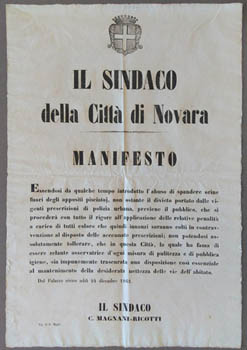 IL SINDACO
della Città di Novara
MANIFESTO
Essendosi da qualche tempo introdotto l'abuso di spandere orine
fuori degli appositi pisciatoj, non ostante il divieto portato dalle vi-
genti prescrizioni di polizia urbana, previene il pubblico, che si
procederà con tutto il rigore all'applicazione delle relative penalità
a carico di tutti coloro che quindi innanzi saranno colti in contrav-
venzione al disposto delle accennate prescrizioni; non potendosi as-
solutamente tollerare, che in questa Città, la quale ha fama di
essere zelante osservatrice d'ogni misura di pulitezza e di pubblica
igiene, sia impunemente trascurata una disposizione così essenziale
al mantenimento della desiderata nettezza delle vie dell'abitato.
Dal Palazzo civico addì 24 dicembre
IL SINDACO
C. MAGNANI-RICOTTI